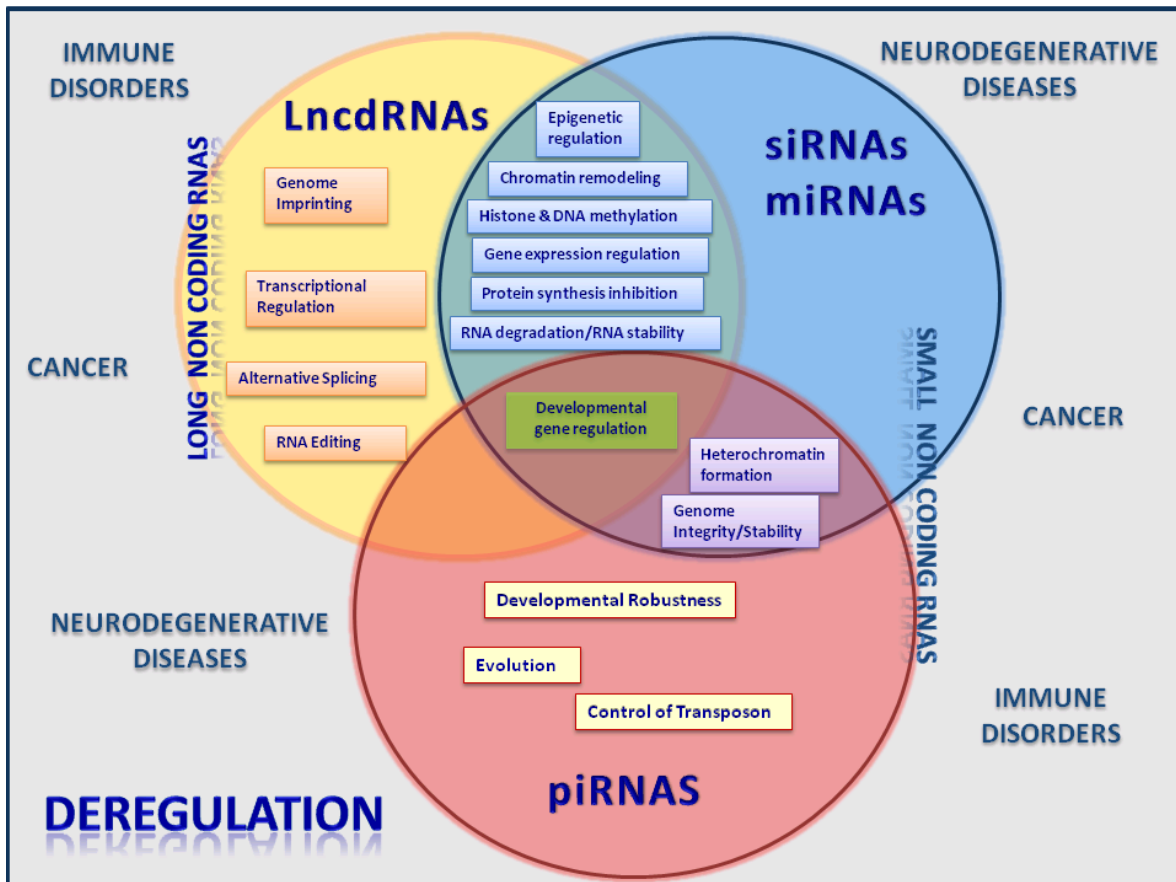 IMMUNE
DISORDERS
NEURODEGENERATIVE
DISEASES
LncdRNAs
siRNAs
miRNAs
LONG NON CODING RNAS
Epigenetic
regulation
Chromatin remodeling
Histone & DNA methylation
Gene expression regulation
Protein synthesis inhibition
RNA degradation/RNA stability
Genome
Imprinting
Transcriptional
Regulation
Alternative Splicing
RNA Editing
CANCER
SMALL NON CODING RNAS
CANCER
Developmental
gene regulation
Heterochromatin
formation
Genome
Integrity/Stability
Developmental Robustness
Evolution
Control of Transposon
NEURODEGENERATIVE
DISEASES
IMMUNE
DISORDERS
piRNAS
DEREGULATION